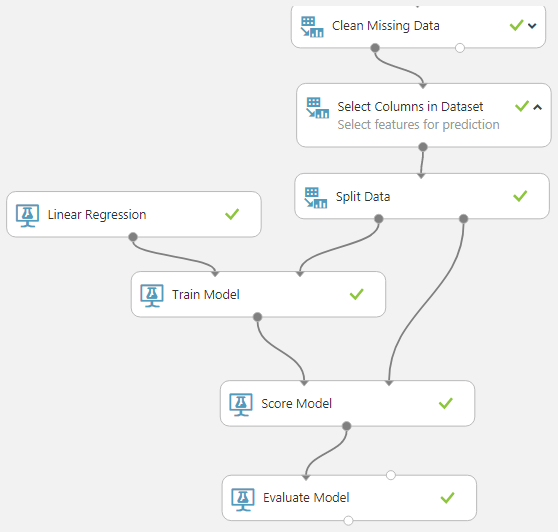 Clean Missing Data
Select Columns in Dataset
Select features for prediction
Split Data
Linear Regression
Train Model
Score Model
Evaluate Model